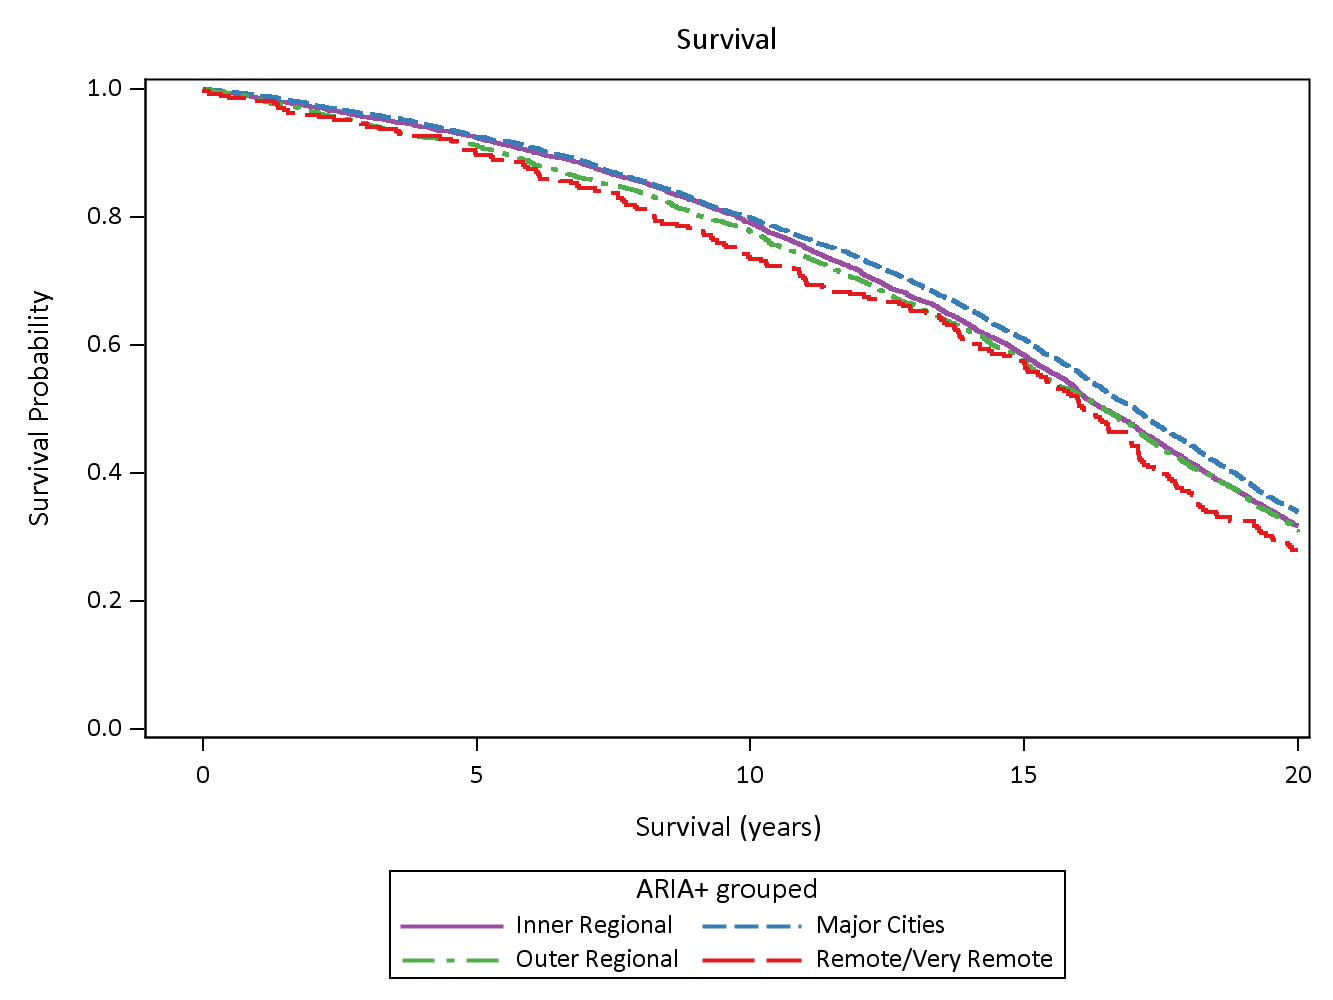 Survival
1.0
0.8
0.6
0.4
0.2
0.0
Survival Probability
0 5 10 15 20
Survival (years)
ARIA+ grouped
Inner Regional Major Cities
Outer Regional Remote/Very Remote